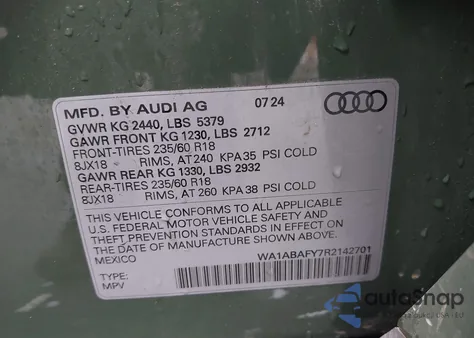 MFD. BY AUDI AG 07 24
GVWR KG 2440, LBS 5379
GAWR FRONT KG 1230, LBS 2712
FRONT-TIRES 235/60 R18
8JX18 RIMS, AT 240 KPA 35 PSI COLD
GAWR REAR KG 1330, LBS 2932
REAR-TIRES 235/60 R18
8JX18 RIMS, AT 260 KPA 38 PSI COLD
THIS VEHICLE CONFORMS TO ALL APPLICABLE
U.S. FEDERAL MOTOR VEHICLE SAFETY AND
THEFT PREVENTION STANDARDS IN EFFECT ON
THE DATE OF MANUFACTURE SHOWN ABOVE.
MEXICO
WA1ABAFY7R2142701
TYPE:
MPV
autoSnap